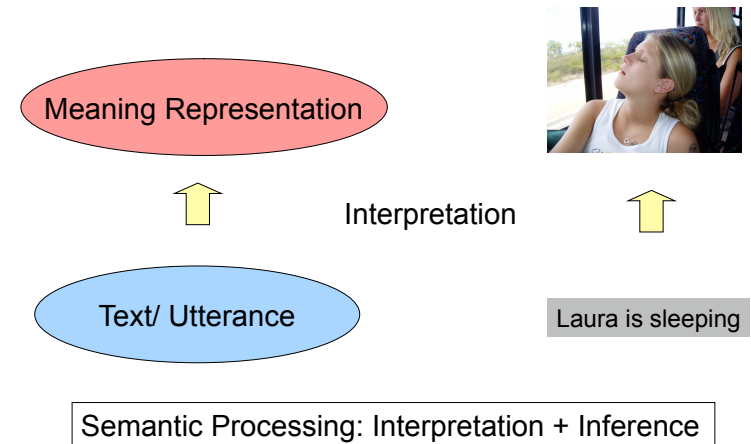 Meaning Representation
Interpretation
Text/ Utterance
Laura is sleeping
Semantic Processing: Interpretation + Inference